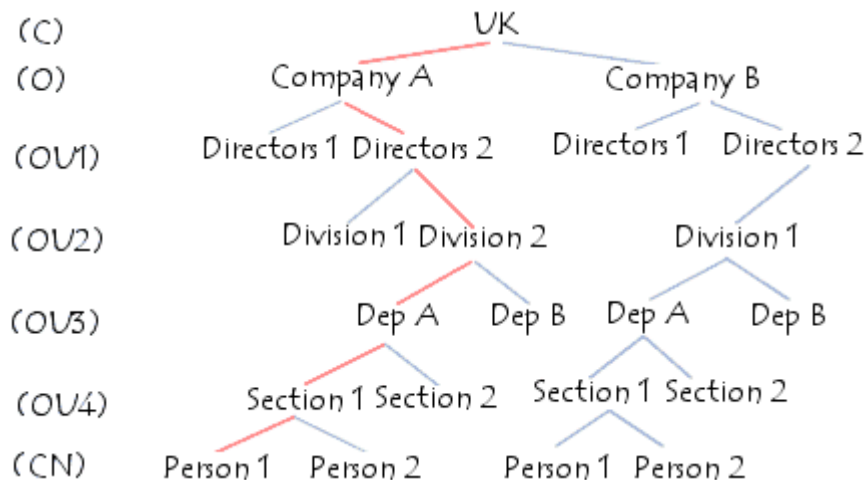 (C) UK
(O) Company A Company B
(OU1) Directors 1 Directors 2 Directors 1 Directors 2
(OU2) Division 1 Division 2 Division 1
(OU3) Dep A Dep B Dep A Dep B
(OU4) Section 1 Section 2 Section 1 Section 2
(CN) Person 1 Person 2 Person 1 Person 2